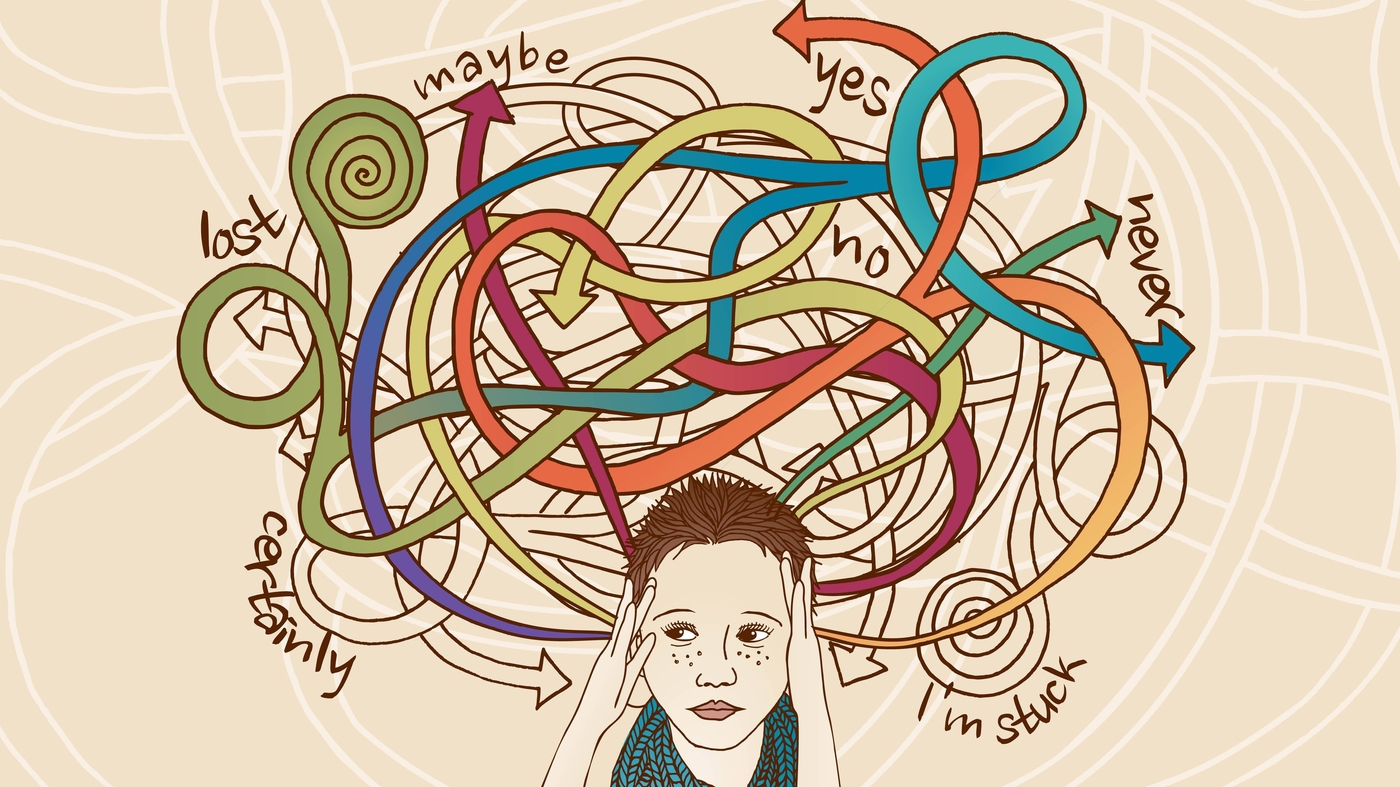 maybe
yes
lost
never
no
certainly
I'm stuck